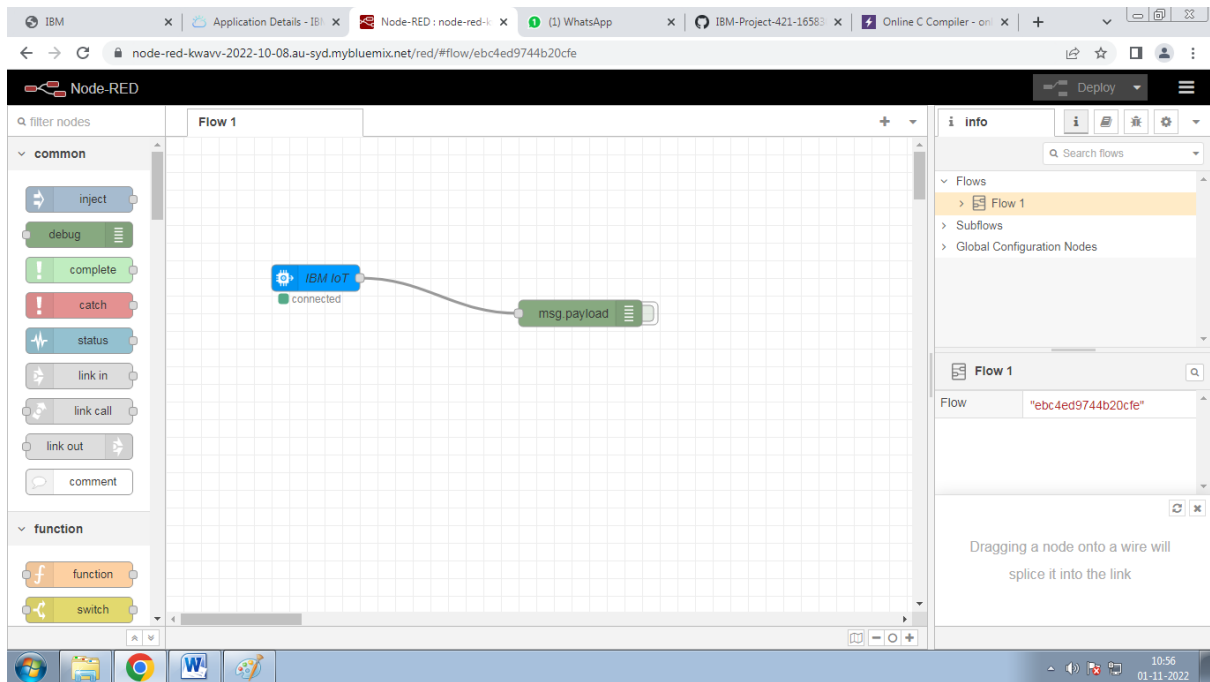 IBM
Application Details - IB
Node-RED : node-red-k
(1) WhatsApp
IBM-Project-421-16583
Online C Compiler - onl
node-red-kwavv-2022-10-08.au-syd.mybluemix.net/red/#flow/ebc4ed9744b20cfe
Node-RED
Deploy
filter nodes
Flow 1
i info
i
Search flows
common
inject
debug
complete
catch
status
link in
link call
link out
comment
function
function
switch
IBM IoT
connected
msg.payload
Flows
Flow 1
Subflows
Global Configuration Nodes
Flow 1
Flow "ebc4ed9744b20cfe"
Dragging a node onto a wire will
splice it into the link
10:56
01-11-2022